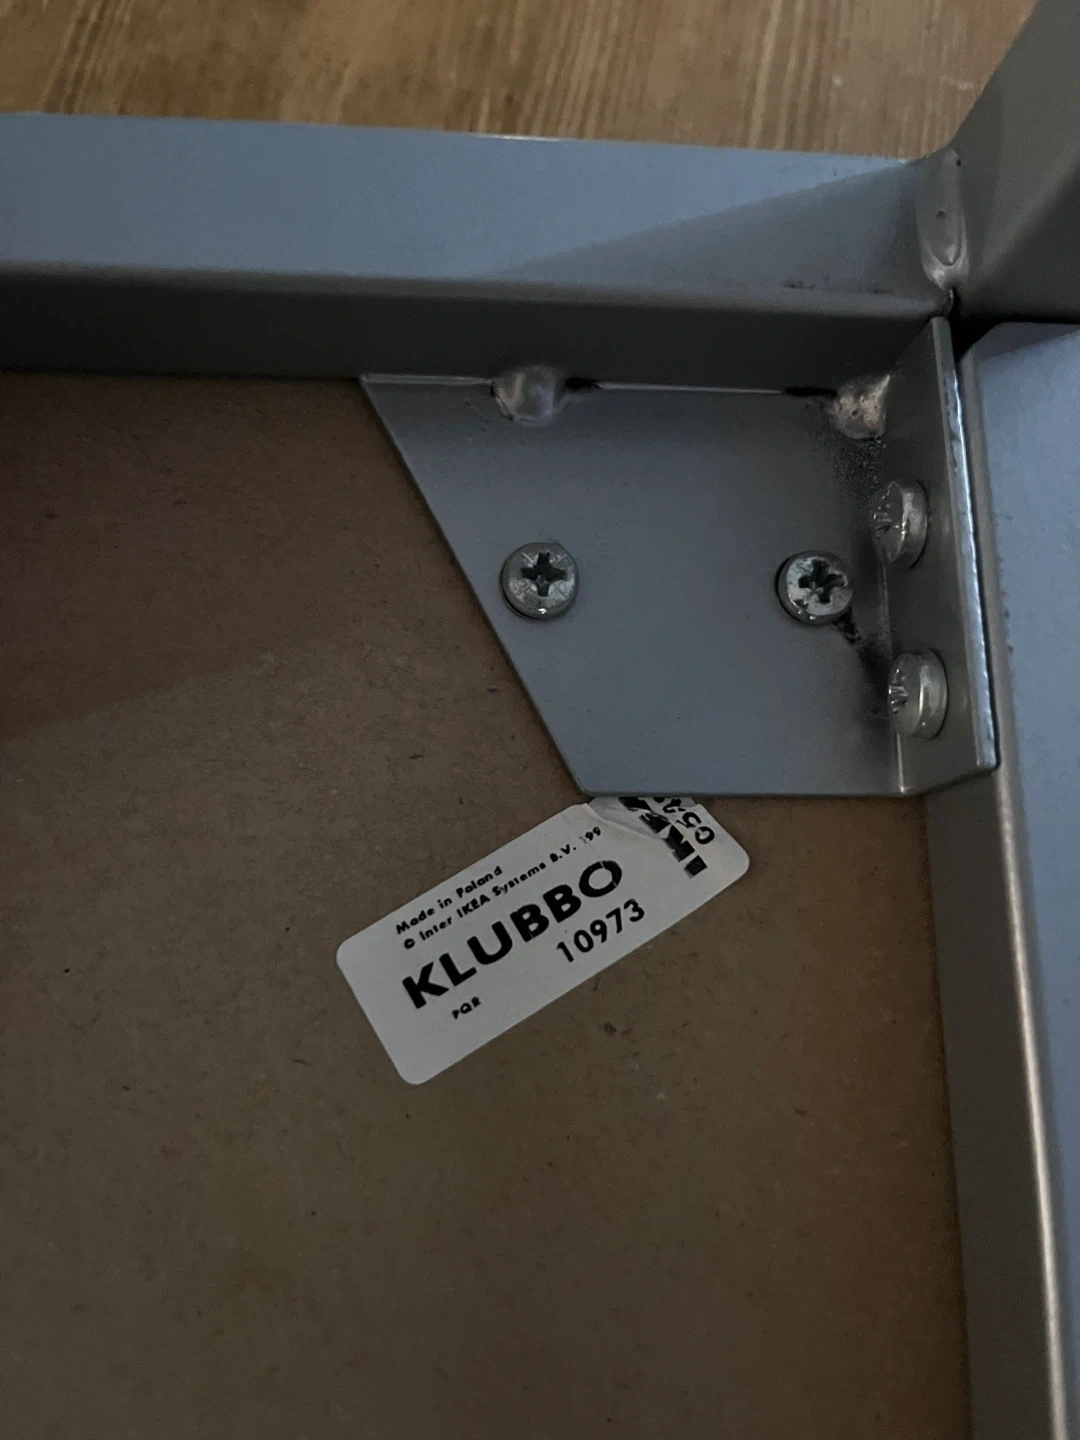 Made in Poland
© Inter IKEA Systems B.V. 199
KLUBBO
10973
PQR